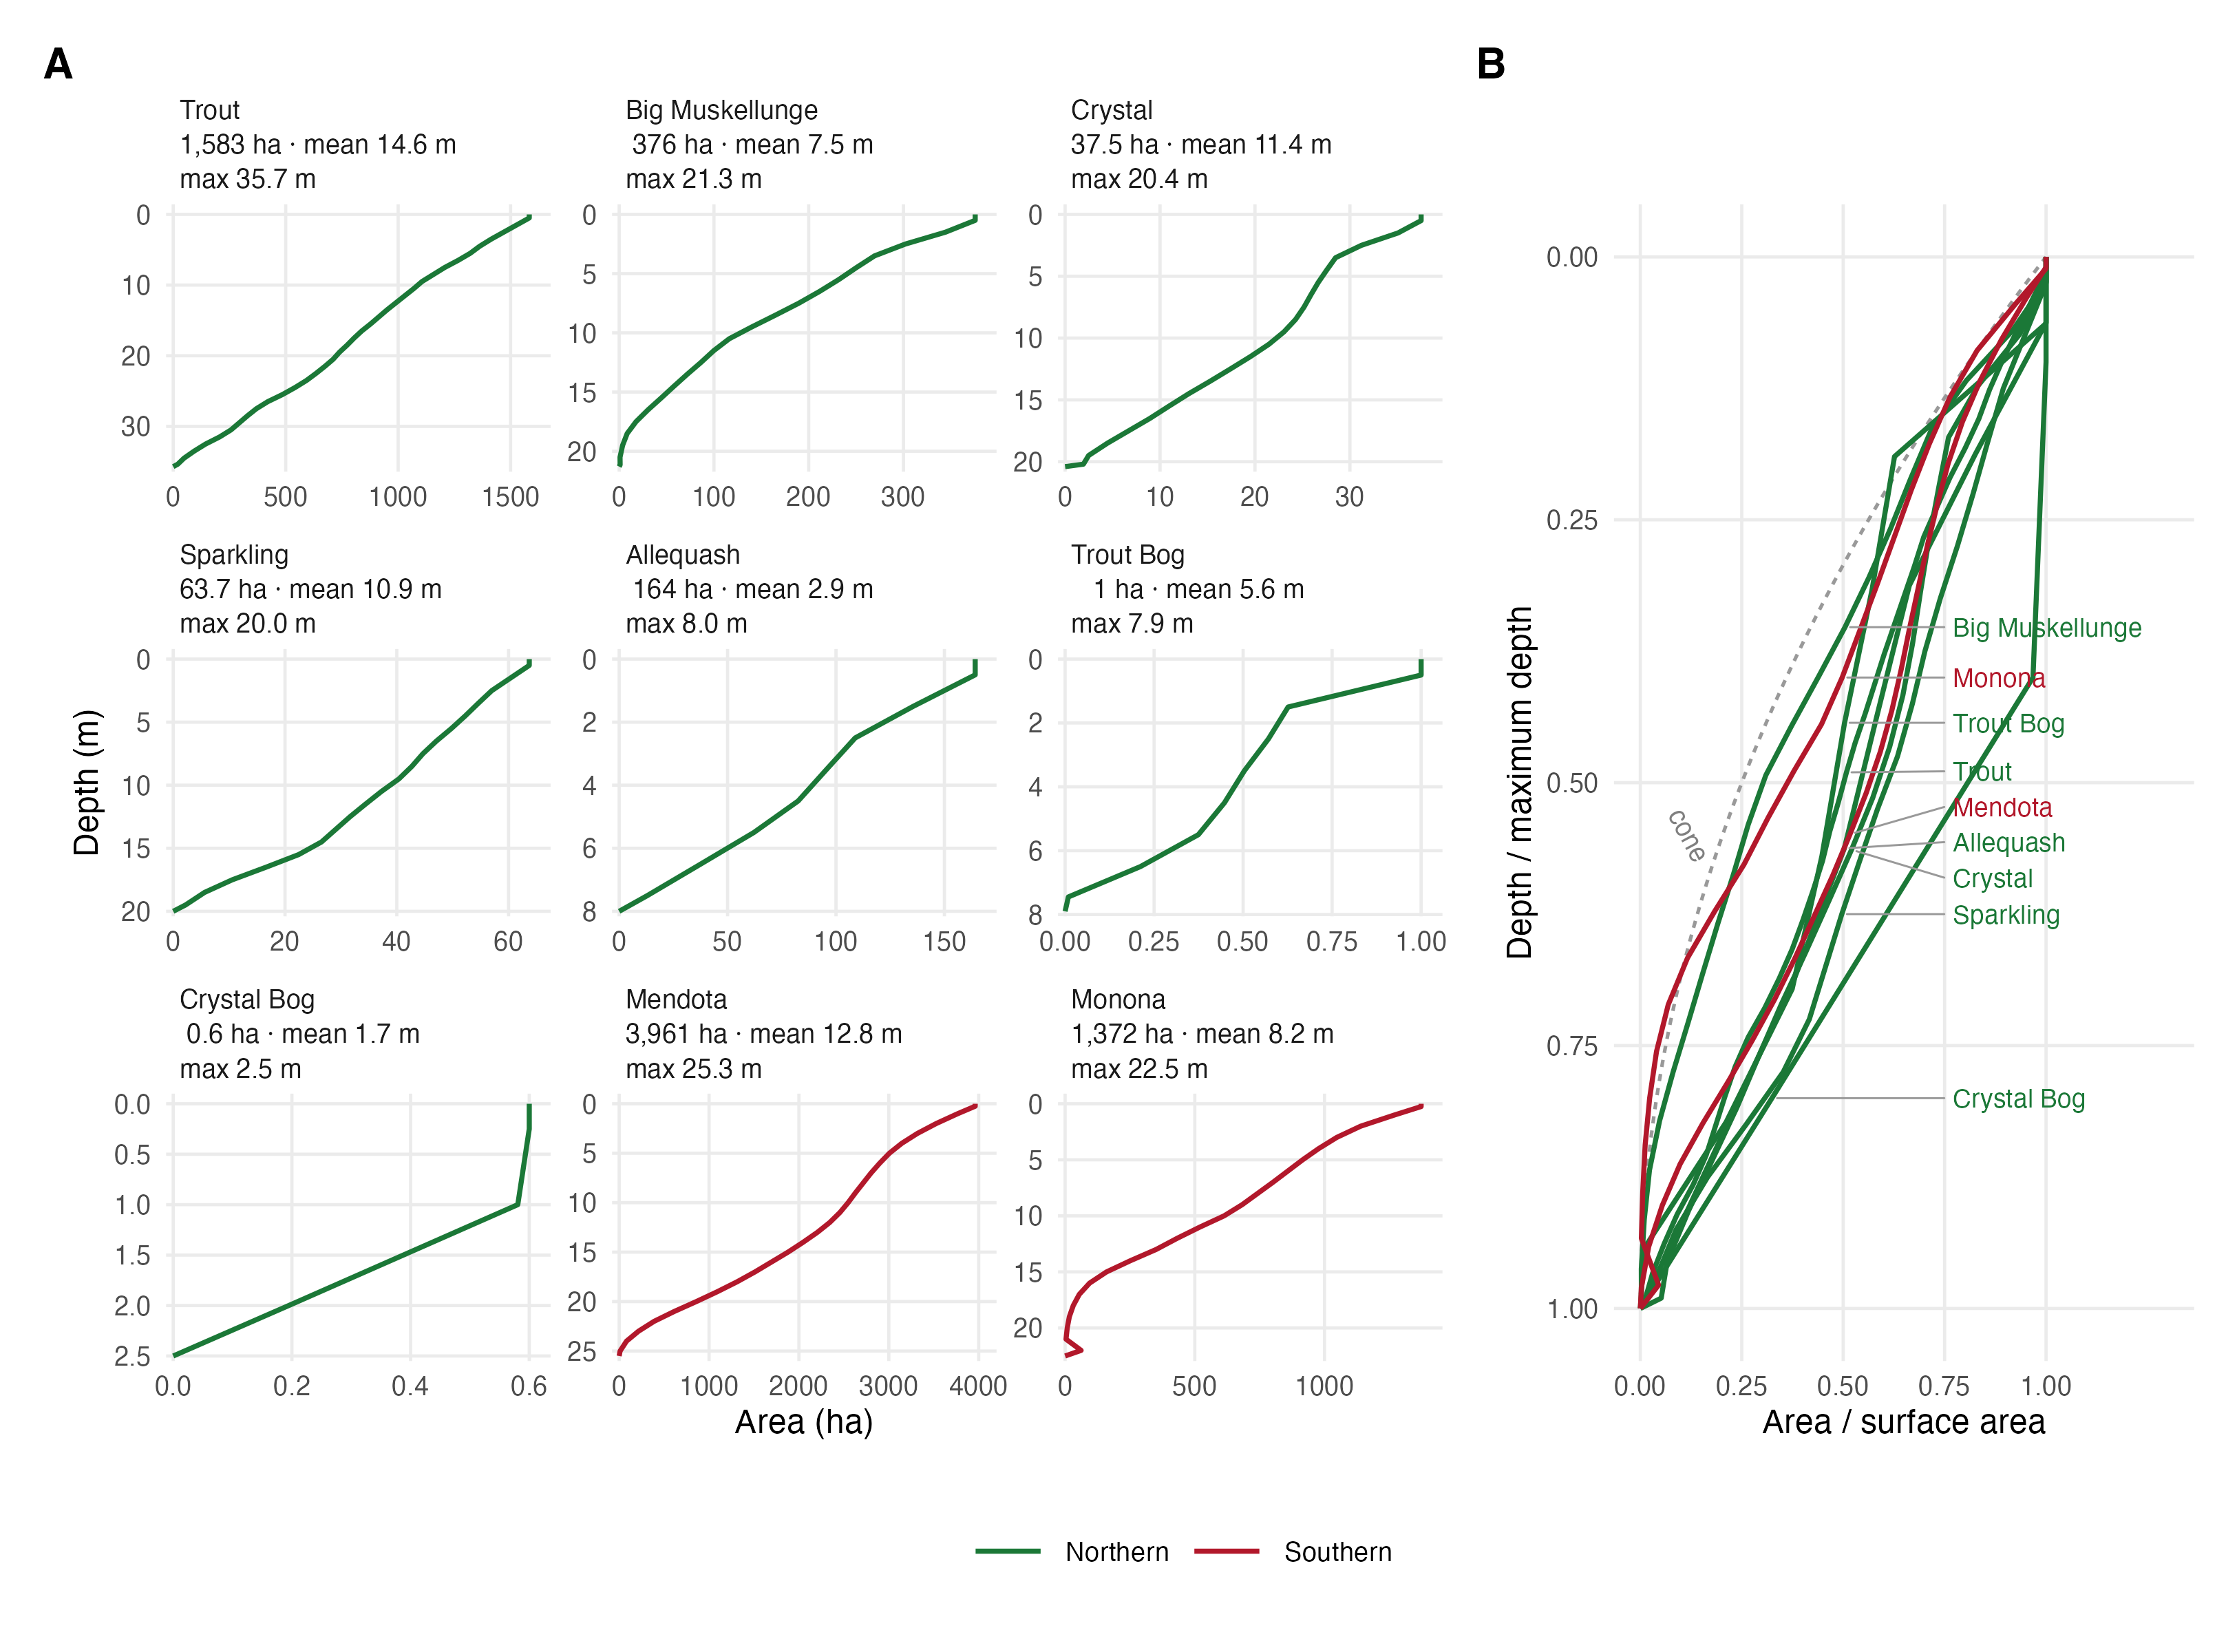 A
Trout
1,583 ha · mean 14.6 m
max 35.7 m
0
10
20
30
0
500
1000
1500
Big Muskellunge
376 ha · mean 7.5 m
max 21.3 m
0
5
10
15
20
0
100
200
300
Crystal
37.5 ha · mean 11.4 m
max 20.4 m
0
5
10
15
20
0
10
20
30
Sparkling
63.7 ha · mean 10.9 m
max 20.0 m
0
5
10
15
20
0
20
40
60
Allequash
164 ha · mean 2.9 m
max 8.0 m
0
2
4
6
8
0
50
100
150
Trout Bog
1 ha · mean 5.6 m
max 7.9 m
0
2
4
6
8
0.00
0.25
0.50
0.75
1.00
Crystal Bog
0.6 ha · mean 1.7 m
max 2.5 m
0.0
0.5
1.0
1.5
2.0
2.5
0.0
0.2
0.4
0.6
Mendota
3,961 ha · mean 12.8 m
max 25.3 m
0
5
10
15
20
25
0
1000
2000
3000
4000
Monona
1,372 ha · mean 8.2 m
max 22.5 m
0
5
10
15
20
0
500
1000
Depth (m)
Area (ha)
B
0.00
0.25
0.50
0.75
1.00
Depth / maximum depth
cone
Big Muskellunge
Monona
Trout Bog
Trout
Mendota
Allequash
Crystal
Sparkling
Crystal Bog
0.00
0.25
0.50
0.75
1.00
Area / surface area
Northern
Southern